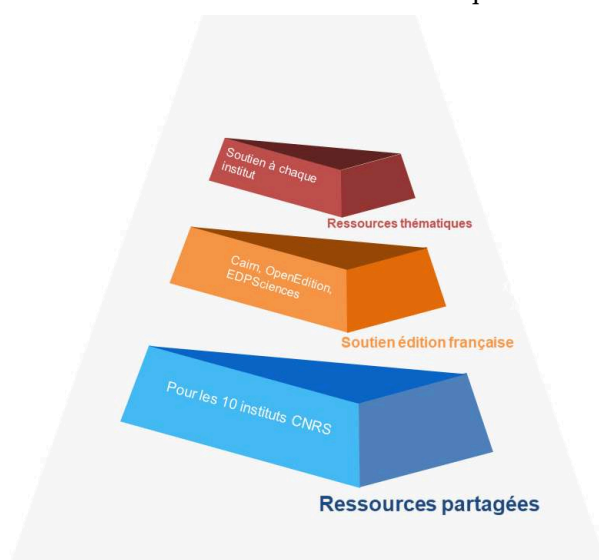 Soutien à chaque
institut
Ressources thématiques
Cairn, OpenEdition,
EDPSciences
Soutien édition française
Pour les 10 instituts CNRS
Ressources partagées